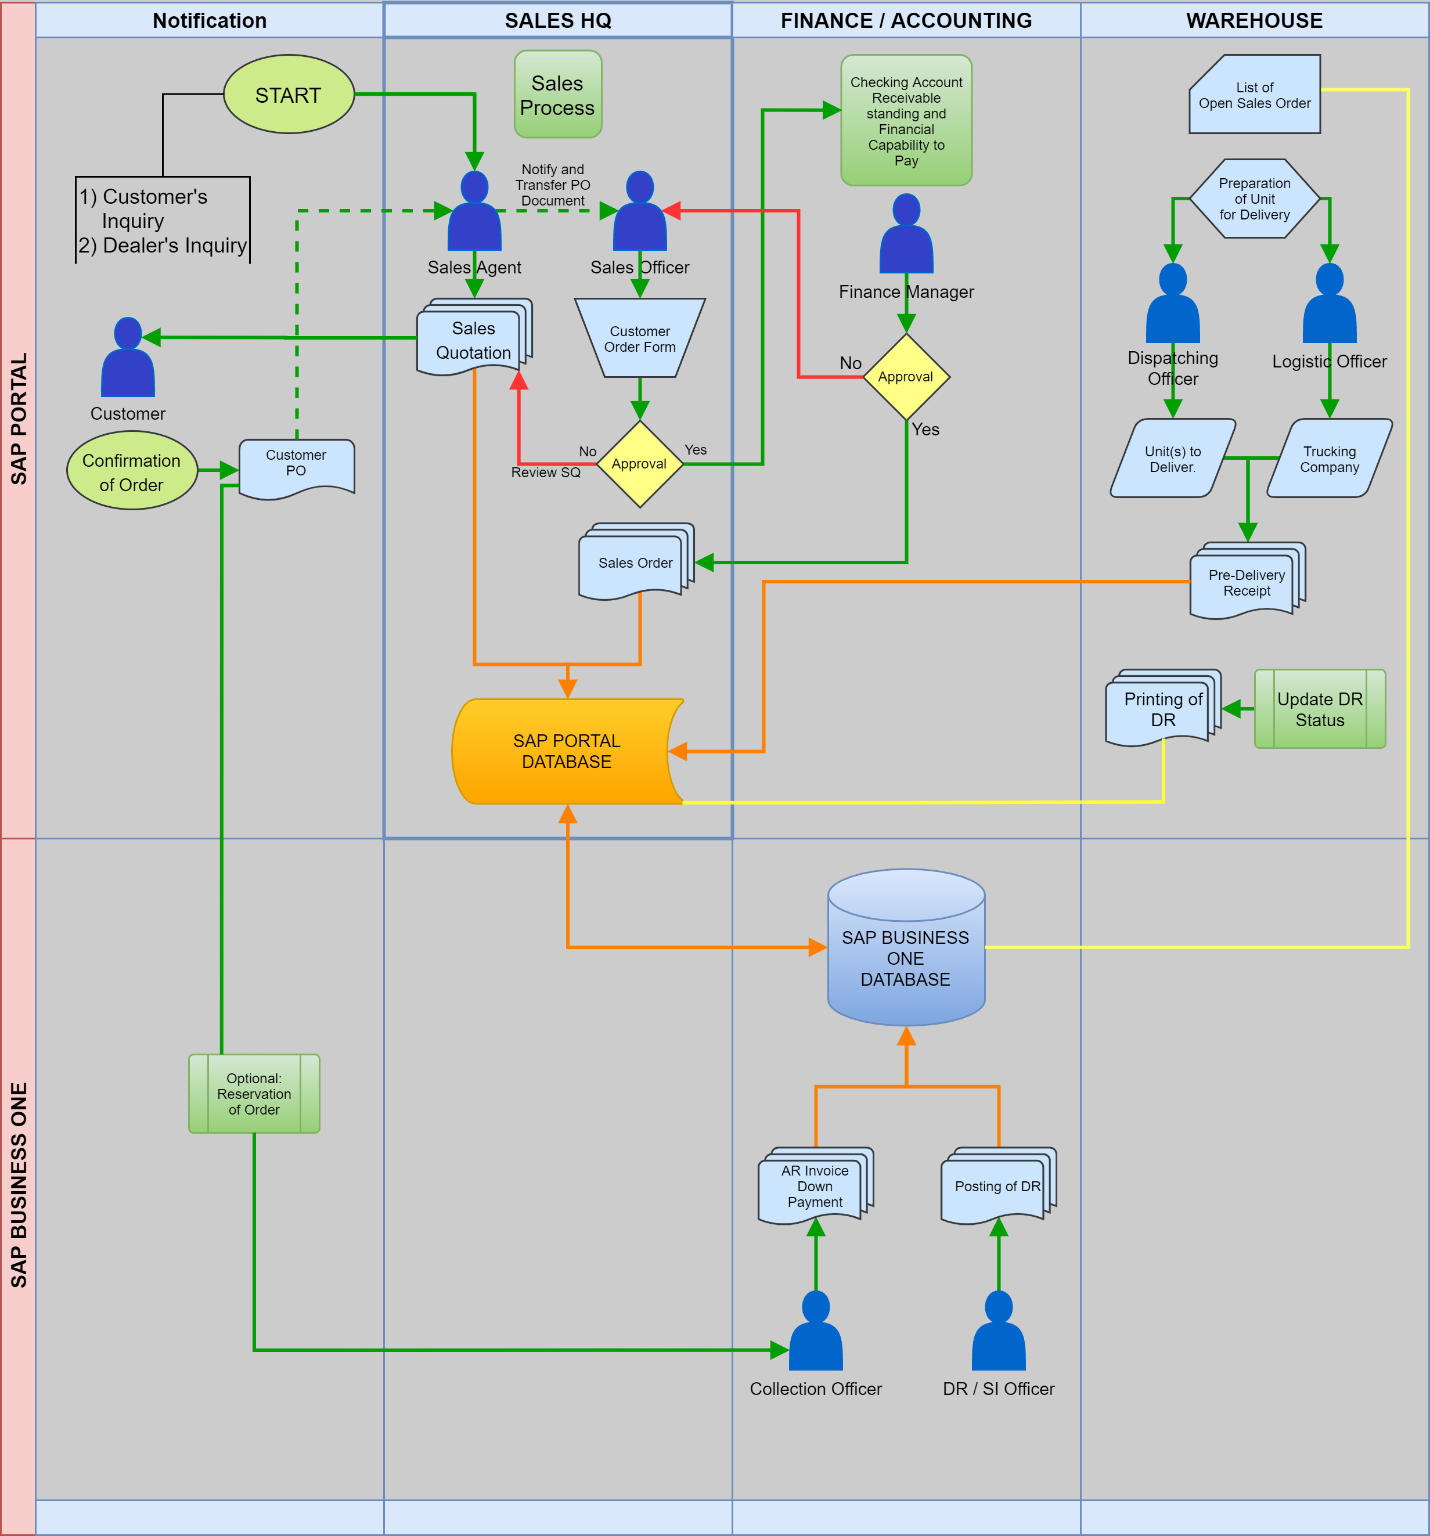 Notification
SALES HQ
FINANCE / ACCOUNTING
WAREHOUSE
SAP PORTAL
START
1) Customer's
Inquiry
2) Dealer's Inquiry
Sales
Process
Notify and
Transfer PO
Document
Sales Agent
Sales Officer
Checking Account
Receivable
standing and
Financial
Capability to
Pay
Finance Manager
List of
Open Sales Order
Preparation
of Unit
for Delivery
Dispatching
Officer
Logistic Officer
Customer
Sales
Quotation
Customer
Order Form
No
Approval
Yes
Confirmation
of Order
Customer
PO
No
Review SQ
Approval
Yes
Unit(s) to
Deliver.
Trucking
Company
Sales Order
Pre-Delivery
Receipt
SAP PORTAL
DATABASE
Printing of
DR
Update DR
Status
SAP BUSINESS ONE
SAP BUSINESS
ONE
DATABASE
Optional:
Reservation
of Order
AR Invoice
Down
Payment
Posting of DR
Collection Officer
DR / SI Officer